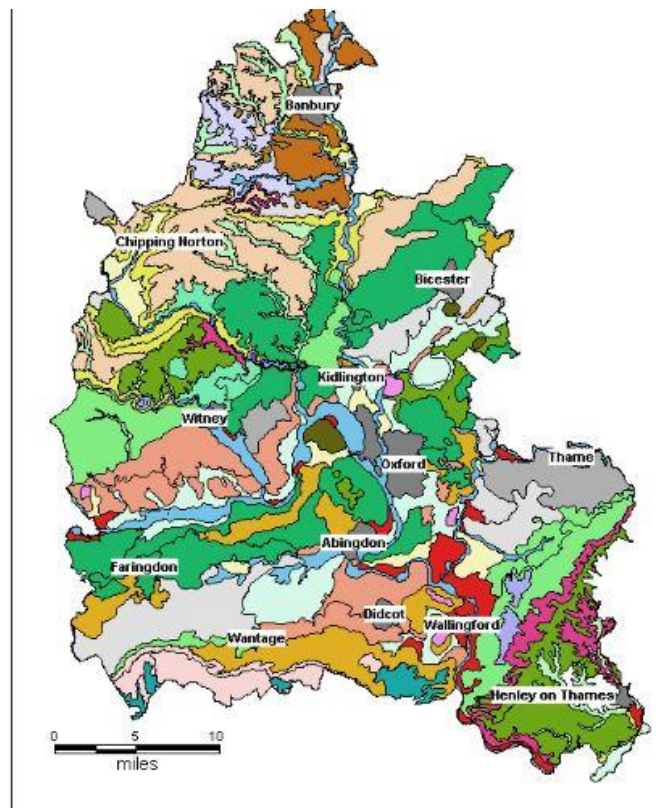 Banbury
Chipping Norton
Bicester
Kidlington
Witney
Oxford
Thame
Abingdon
Faringdon
Didcot
Wallingford
Wantage
Henley on Thames
0 5 10
miles